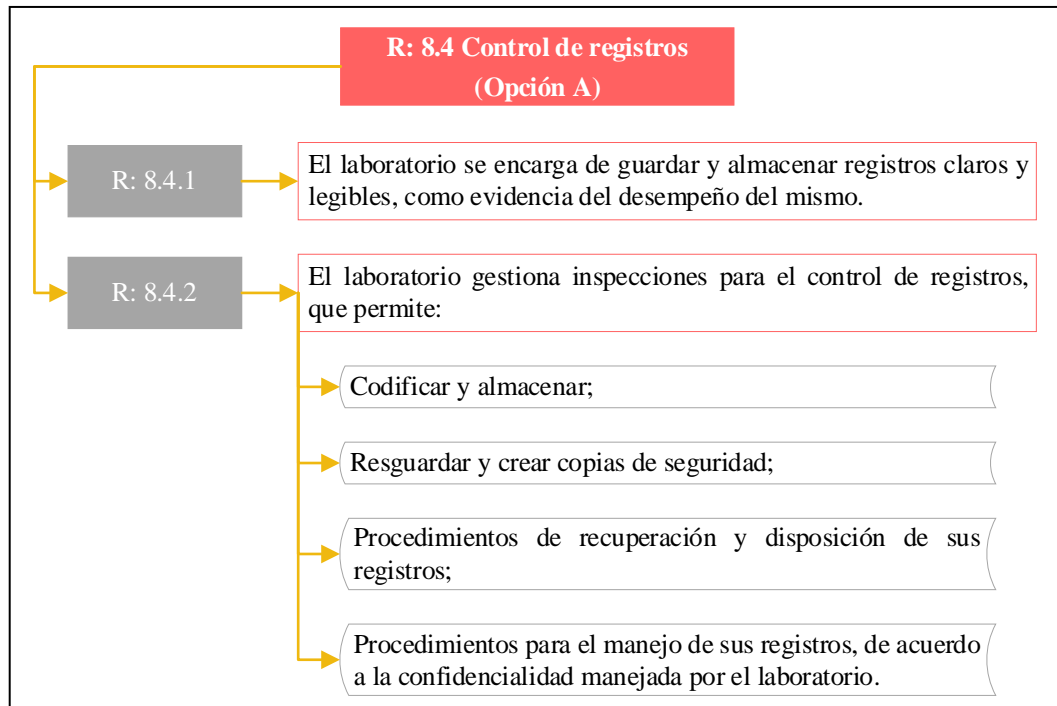 R: 8.4 Control de registros
(Opción A)
R: 8.4.1
El laboratorio se encarga de guardar y almacenar registros claros y
legibles, como evidencia del desempeño del mismo.
R: 8.4.2
El laboratorio gestiona inspecciones para el control de registros,
que permite:
Codificar y almacenar;
Resguardar y crear copias de seguridad;
Procedimientos de recuperación y disposición de sus
registros;
Procedimientos para el manejo de sus registros, de acuerdo
a la confidencialidad manejada por el laboratorio.